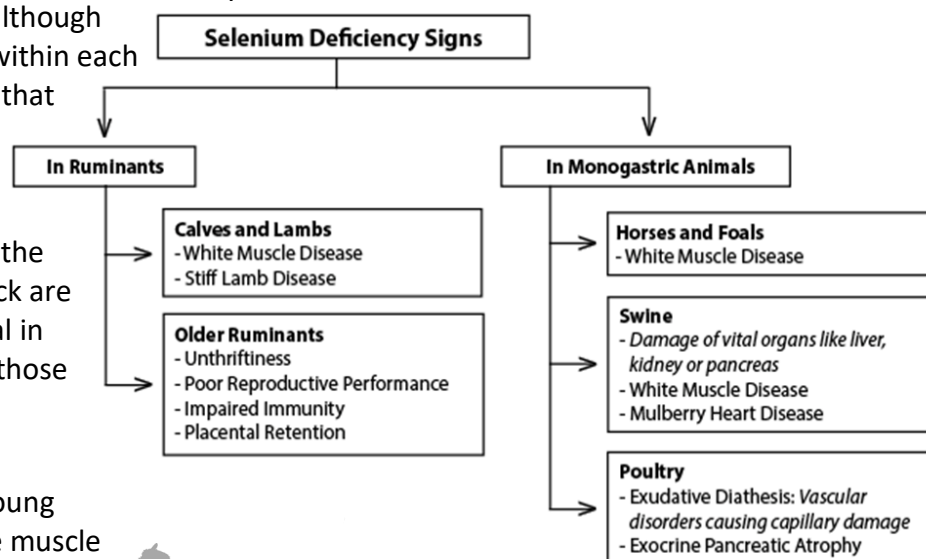 lthough
within each
that
the
ck are
l in
those
oung
e muscle
Selenium Deficiency Signs
In Ruminants
Calves and Lambs
- White Muscle Disease
- Stiff Lamb Disease
Older Ruminants
- Unthriftiness
- Poor Reproductive Performance
- Impaired Immunity
- Placental Retention
In Monogastric Animals
Horses and Foals
- White Muscle Disease
Swine
- Damage of vital organs like liver,
kidney or pancreas
- White Muscle Disease
- Mulberry Heart Disease
Poultry
- Exudative Diathesis: Vascular
disorders causing capillary damage
- Exocrine Pancreatic Atrophy